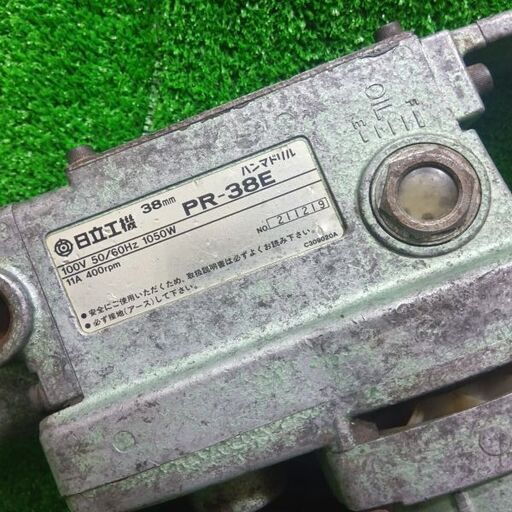 日立工機 38mm ハンマドリル
PR-38E
100V 50/60Hz 1050W
11A 400rpm
NO. 21219
●安全にご使用いただくため、取扱説明書は必ずよくお読み下さい。
●必ず接地(アース)して下さい。
C309020A
OIL